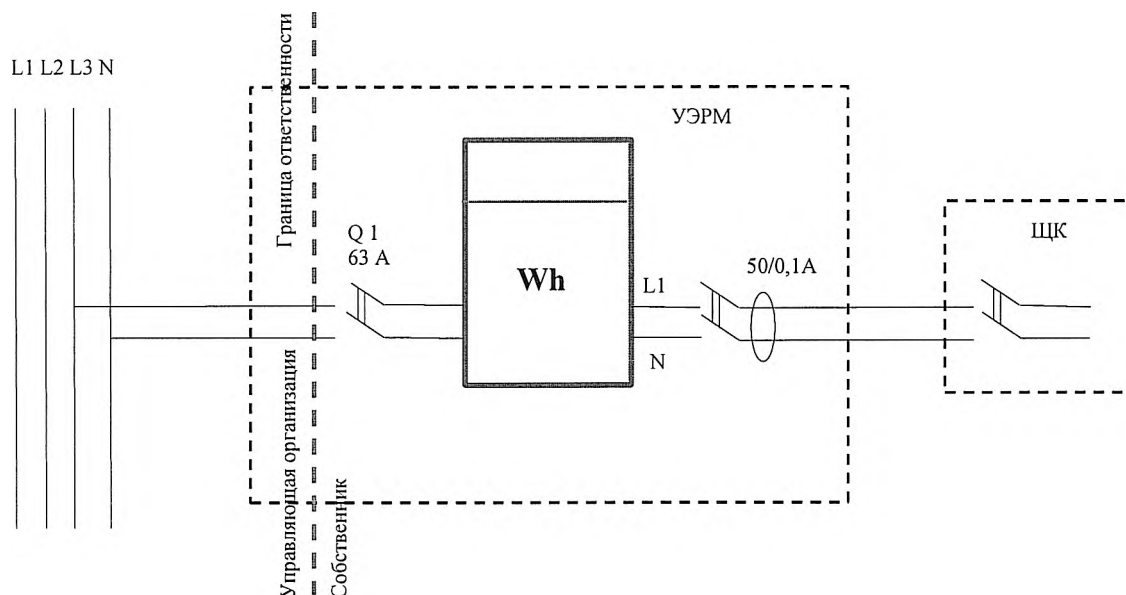 L1 L2 L3 N
Граница ответственности
УЭРМ
ЩК
Q 1
63 А
Wh
50/0,1А
L1
N
Управляющая организация
Собственник